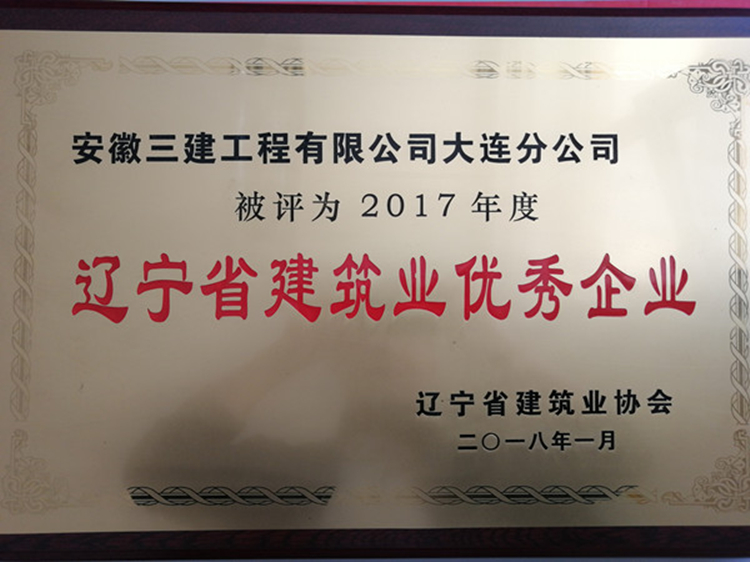 安徽三建工程有限公司大连分公司
被评为 2017 年度
辽宁省建筑业优秀企业
辽宁省建筑业协会
二〇一八年一月